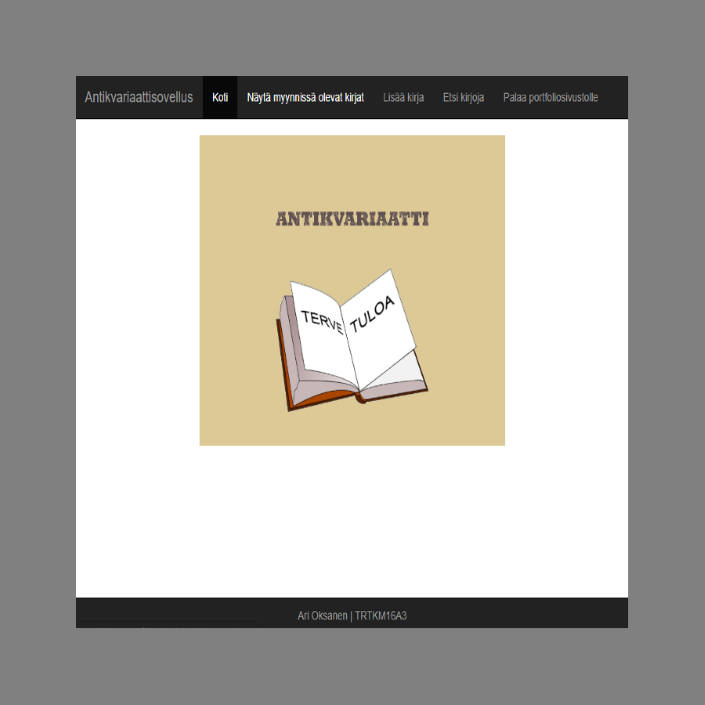 Antikvariaattisovellus Koti Näytä myynnissä olevat kirjat Lisää kirja Etsi kirjoja Palaa portfoliosivustolle
ANTIKVARIAATTI
TERVE TULOA
Ari Oksanen | TRTKM16A3